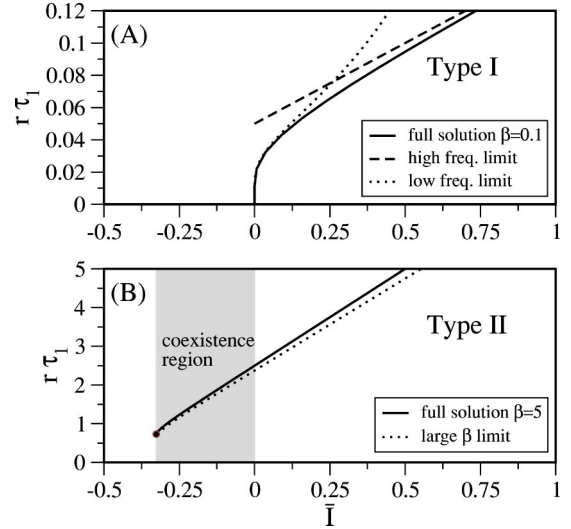 (A)
Type I
r τ₁
0.12
0.1
0.08
0.06
0.04
0.02
0
full solution β=0.1
high freq. limit
low freq. limit
-0.5 -0.25 0 0.25 0.5 0.75 1
(B)
Type II
coexistence
region
r τ₁
5
4
3
2
1
0
full solution β=5
large β limit
-0.5 -0.25 0 0.25 0.5 0.75 1
Ī